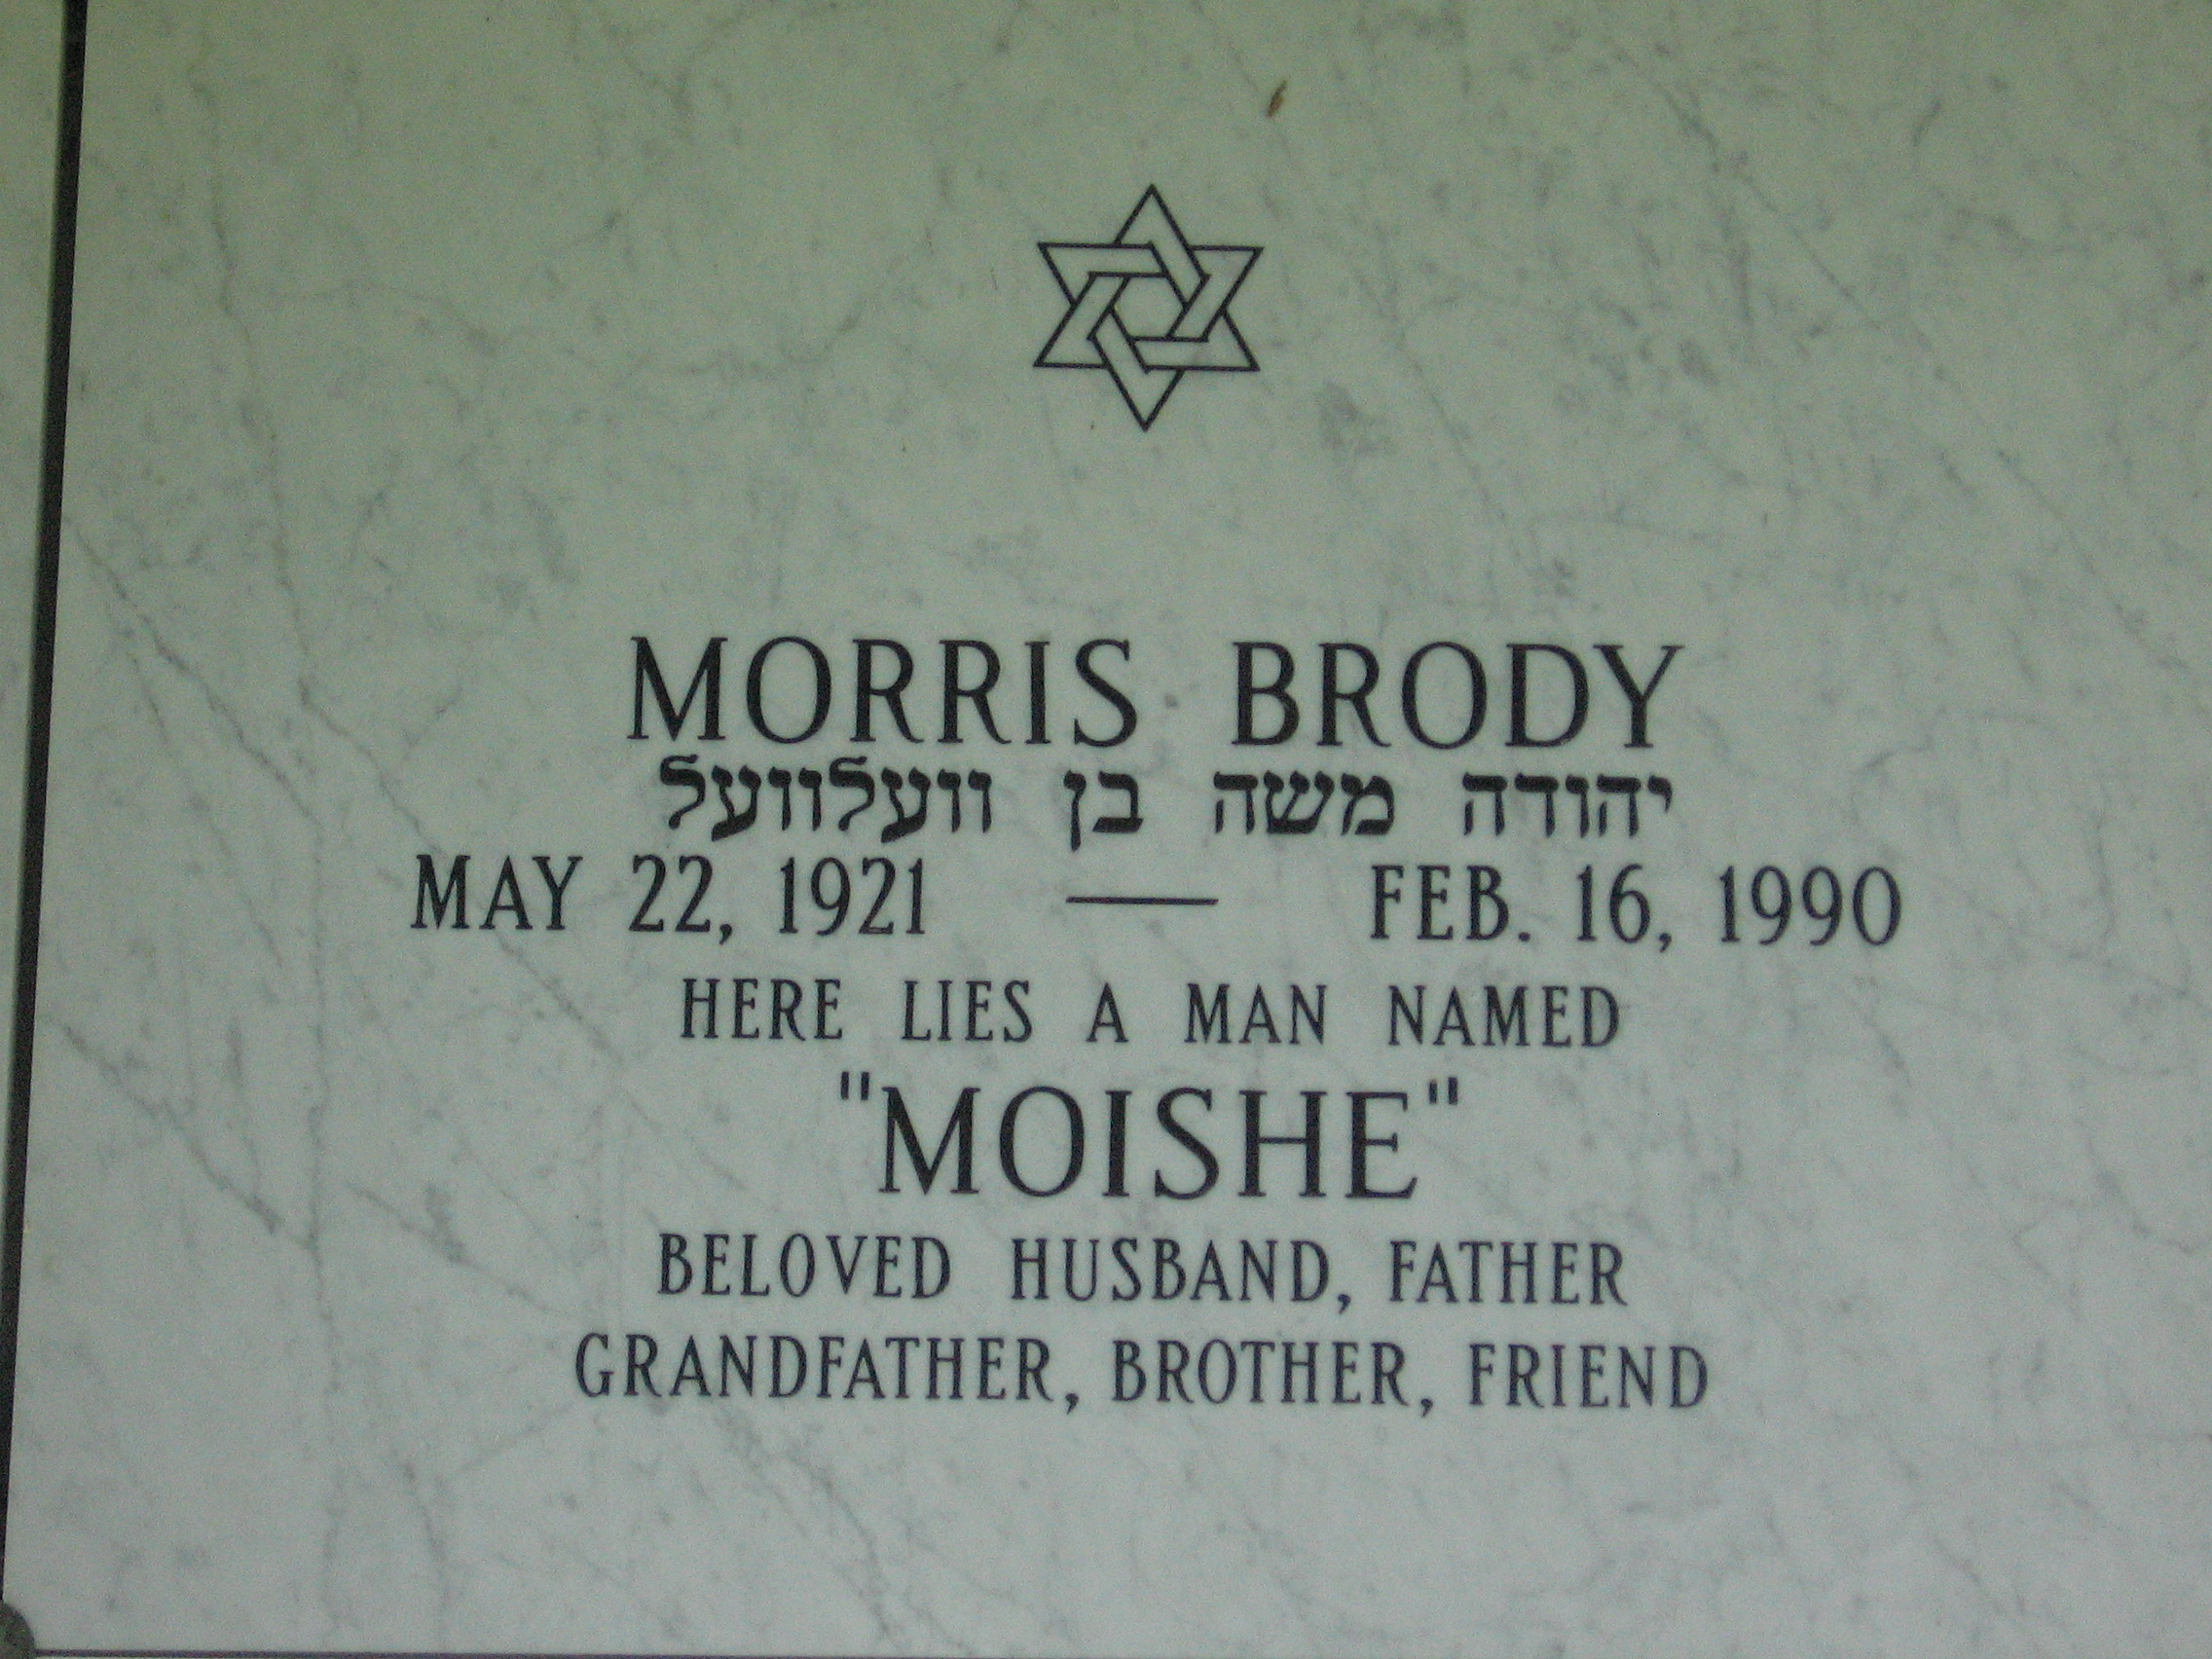 MORRIS BRODY
יהודה משה בן וועלוועל
MAY 22, 1921 — FEB. 16, 1990
HERE LIES A MAN NAMED
"MOISHE"
BELOVED HUSBAND, FATHER
GRANDFATHER, BROTHER, FRIEND